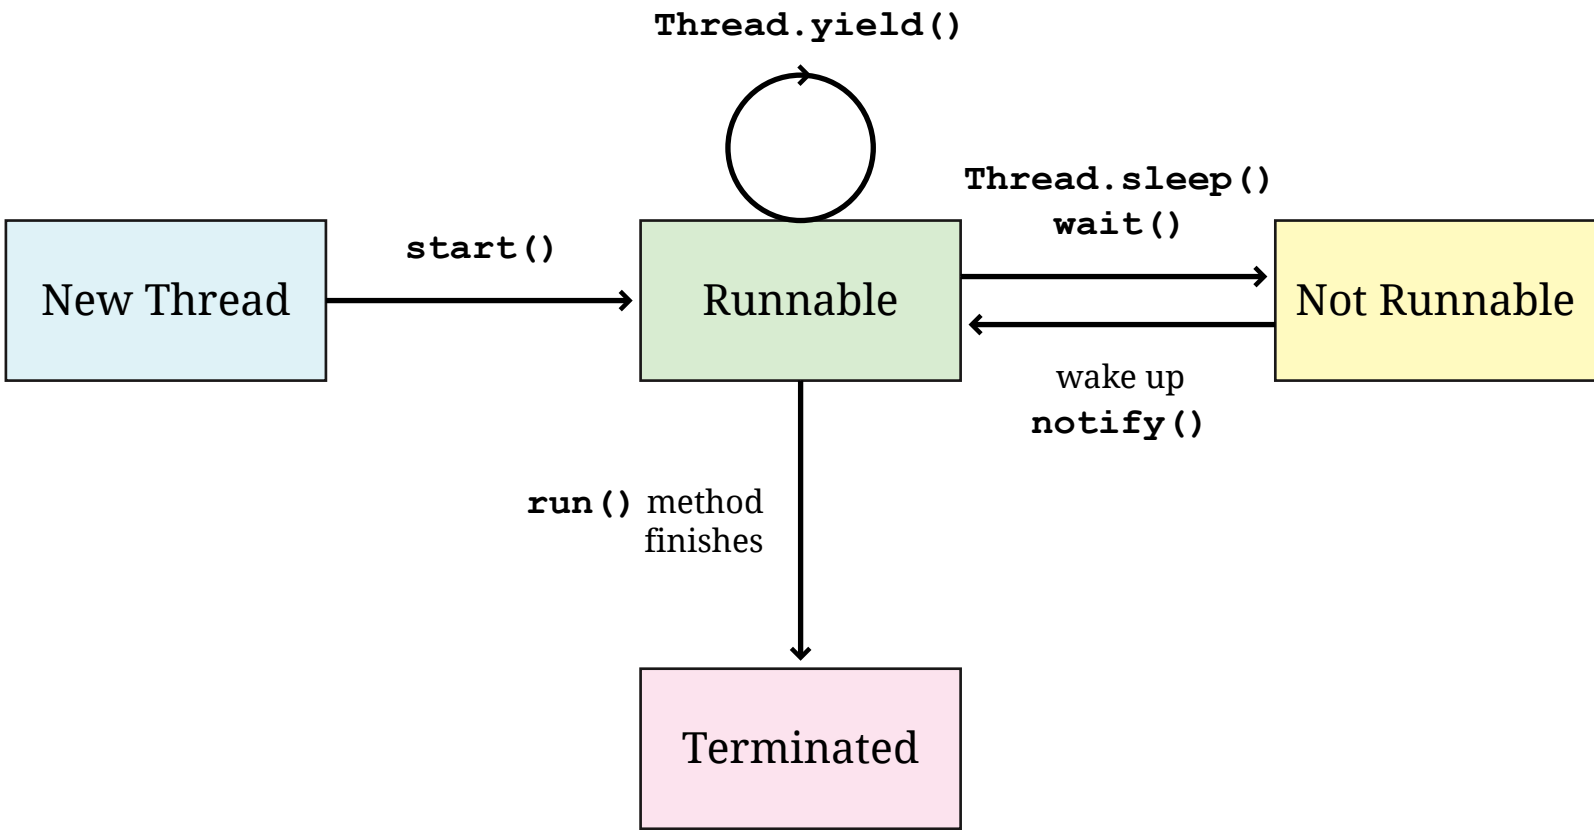 Thread.yield()
Thread.sleep()
wait()
start()
New Thread
Runnable
Not Runnable
wake up
notify()
run() method
finishes
Terminated